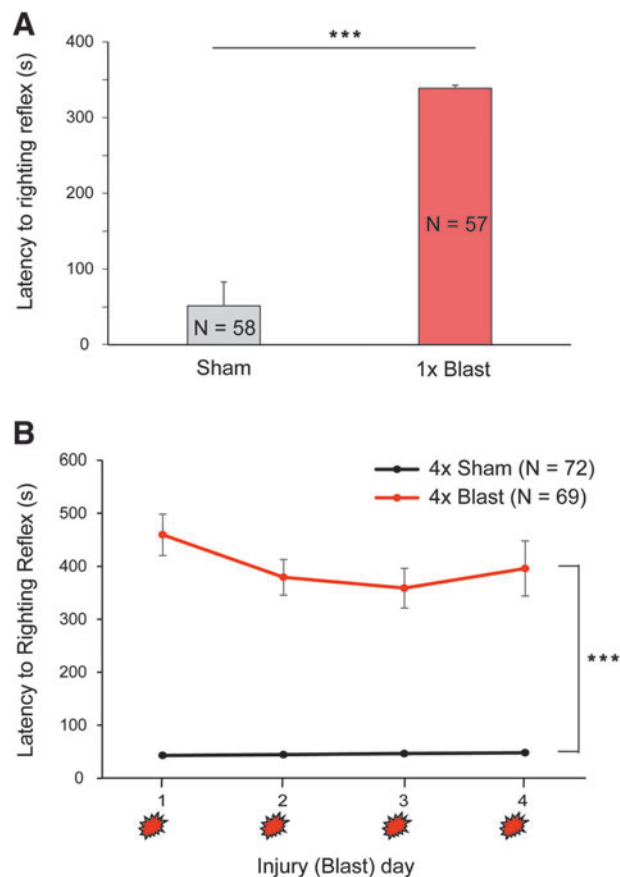 A
Latency to righting reflex (s)
400
300
200
100
0
***
N = 58
N = 57
Sham
1x Blast
B
Latency to Righting Reflex (s)
600
500
400
300
200
100
0
4x Sham (N = 72)
4x Blast (N = 69)
***
1
2
3
4
Injury (Blast) day